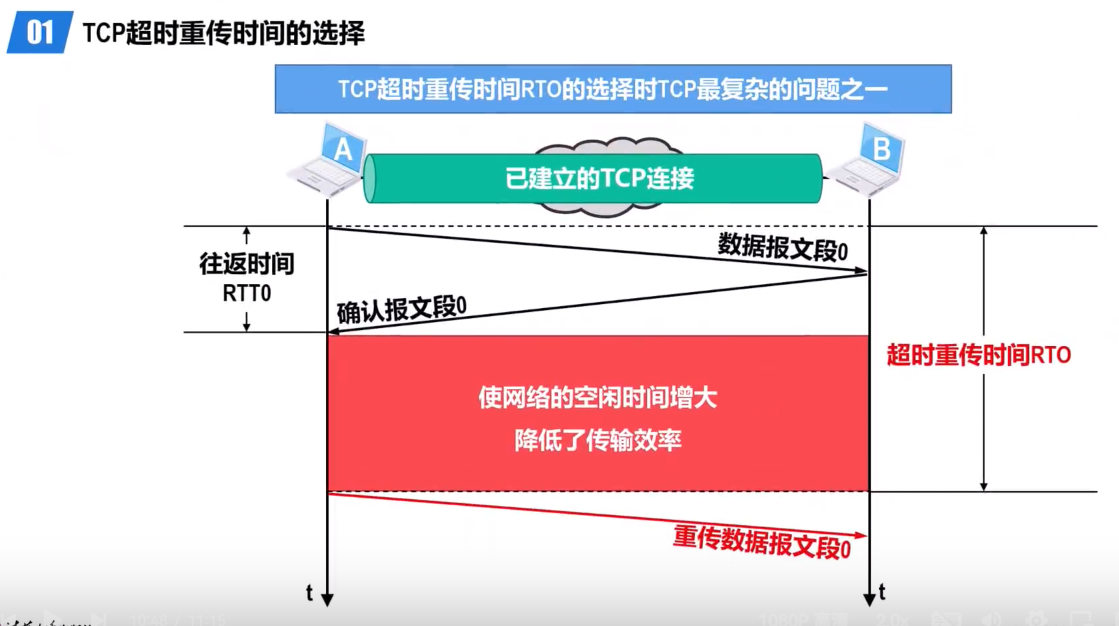 01 TCP超时重传时间的选择
TCP超时重传时间RTO的选择时TCP最复杂的问题之一
A
B
已建立的TCP连接
往返时间
RTT0
数据报文段0
确认报文段0
超时重传时间RTO
使网络的空闲时间增大
降低了传输效率
重传数据报文段0
t
t
1080P
2.0x